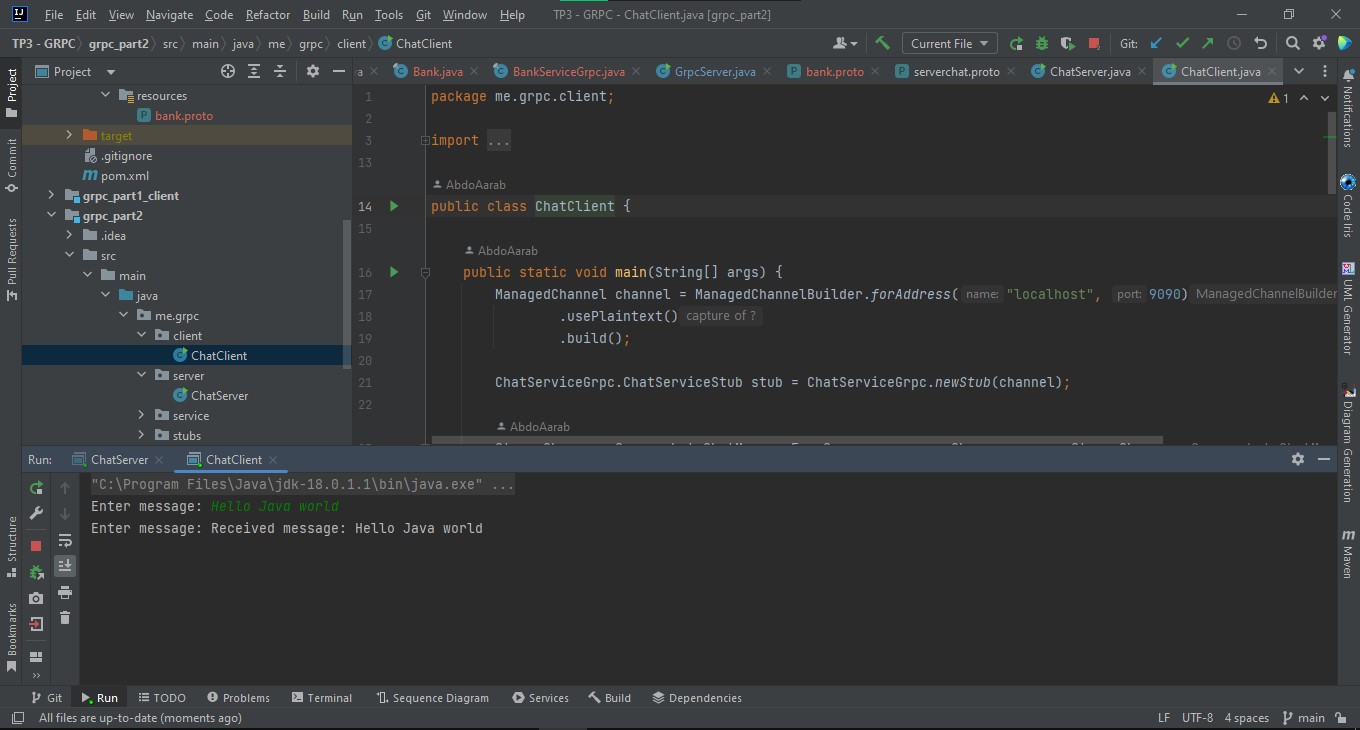 File Edit View Navigate Code Refactor Build Run Tools Git Window Help TP3 - GRPC - ChatClient.java [grpc_part2]
TP3 - GRPC grpc_part2 src main java me grpc client ChatClient Current File Git:
Project
a Bank.java BankServiceGrpc.java GrpcServer.java bank.proto serverchat.proto ChatServer.java ChatClient.java
resources
bank.proto
target
.gitignore
pom.xml
grpc_part1_client
grpc_part2
.idea
src
main
java
me.grpc
client
ChatClient
server
ChatServer
service
stubs
1 package me.grpc.client;
1
2
3 import ...
13
AbdoAarab
14 public class ChatClient {
15
AbdoAarab
16 public static void main(String[] args) {
17 ManagedChannel channel = ManagedChannelBuilder.forAddress( name: "localhost", port: 9090) ManagedChannelBuilder
18 .usePlaintext() capture of ?
19 .build();
20
21 ChatServiceGrpc.ChatServiceStub stub = ChatServiceGrpc.newStub(channel);
22
AbdoAarab
Run: ChatServer ChatClient
"C:\Program Files\Java\jdk-18.0.1.1\bin\java.exe" ...
Enter message: Hello Java world
Enter message: Received message: Hello Java world
Project
Commit
Pull Requests
Structure
Bookmarks
Notifications
Code Iris
UML Generator
Diagram Generation
Maven
Git Run TODO Problems Terminal Sequence Diagram Services Build Dependencies
All files are up-to-date (moments ago) LF UTF-8 4 spaces main